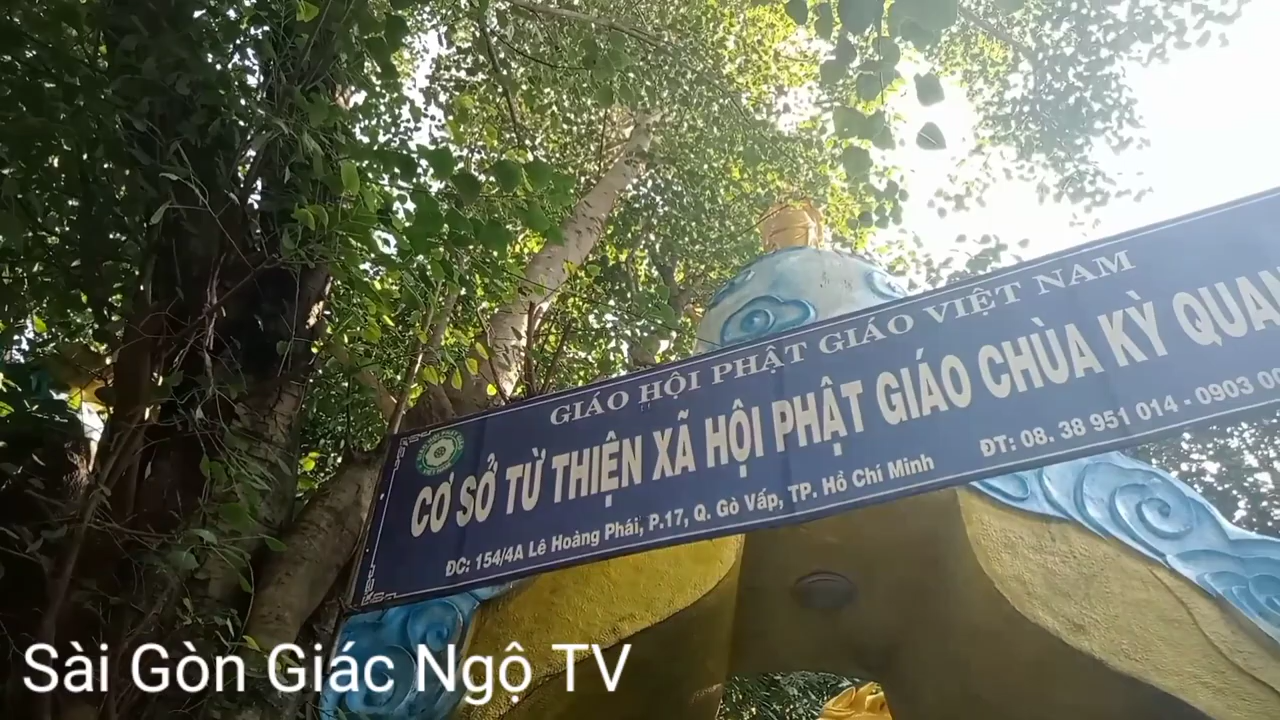 GIÁO HỘI PHẬT GIÁO VIỆT NAM
CƠ SỞ TỪ THIỆN XÃ HỘI PHẬT GIÁO CHÙA KỲ QUAN
ĐC: 154/4A Lê Hoàng Phái, P.17, Q. Gò Vấp, TP. Hồ Chí Minh ĐT: 08. 38 951 014 - 0903 00
Sài Gòn Giác Ngộ TV